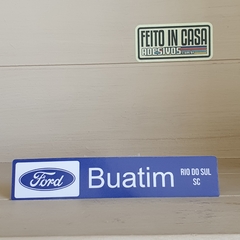 FEITO IN CASA
ADESIVOS
Ford
Buatim
RIO DO SUL
SC